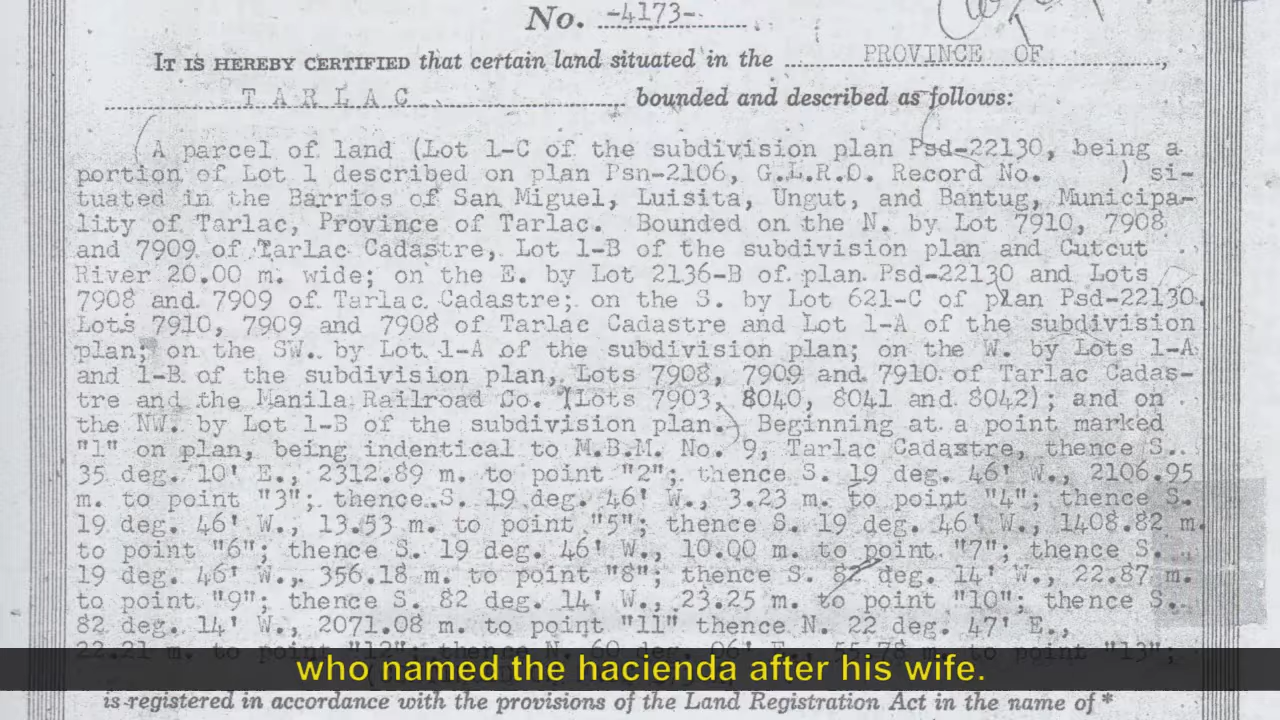 No. -4173-
IT IS HEREBY CERTIFIED that certain land situated in the PROVINCE OF,
TARLAC bounded and described as follows:
(A parcel of land (Lot 1-C of the subdivision plan Psd-22130, being a
portion of Lot 1 described on plan Psn-2106, G.L.R.O. Record No. ) si-
tuated in the Barrios of San Miguel, Luisita, Ungut, and Bantug, Municipa-
lity of Tarlac, Province of Tarlac. Bounded on the N. by Lot 7910, 7908
and 7909 of Tarlac Cadastre, Lot 1-B of the subdivision plan and Cutcut
River 20.00 m. wide; on the E. by Lot 2136-B of plan Psd-22130 and Lots
7908 and 7909 of Tarlac Cadastre; on the S. by Lot 621-C of plan Psd-22130.
Lots 7910, 7909 and 7908 of Tarlac Cadastre and Lot 1-A of the subdivision
plan; on the SW. by Lot 1-A of the subdivision plan; on the W. by Lots 1-A
and 1-B of the subdivision plan, Lots 7908, 7909 and 7910 of Tarlac Cadas-
tre and the Manila Railroad Co. (Lots 7903, 8040, 8041 and 8042); and on
the NW. by Lot 1-B of the subdivision plan.) Beginning at a point marked
"1" on plan, being indentical to M.B.M. No. 9, Tarlac Cadastre, thence S.
35 deg. 10' E., 2312.89 m. to point "2"; thence S. 19 deg. 46' W., 2106.95
m. to point "3"; thence S. 19 deg. 46' W., 3.23 m. to point "4"; thence S.
19 deg. 46' W., 13.53 m. to point "5"; thence S. 19 deg. 46' W., 1408.82 m.
to point "6"; thence S. 19 deg. 46' W., 10.00 m. to point "7"; thence S.
19 deg. 46' W., 356.18 m. to point "8"; thence S. 82 deg. 14' W., 22.87 m.
to point "9"; thence S. 82 deg. 14' W., 23.25 m. to point "10"; thence S.
82 deg. 14' W., 2071.08 m. to point "11" thence N. 22 deg. 47' E.,
22.21 m. to point "12"; thence N. 60 deg. 06' E., 55.78 m. to point "13";
who named the hacienda after his wife.
is registered in accordance with the provisions of the Land Registration Act in the name of *